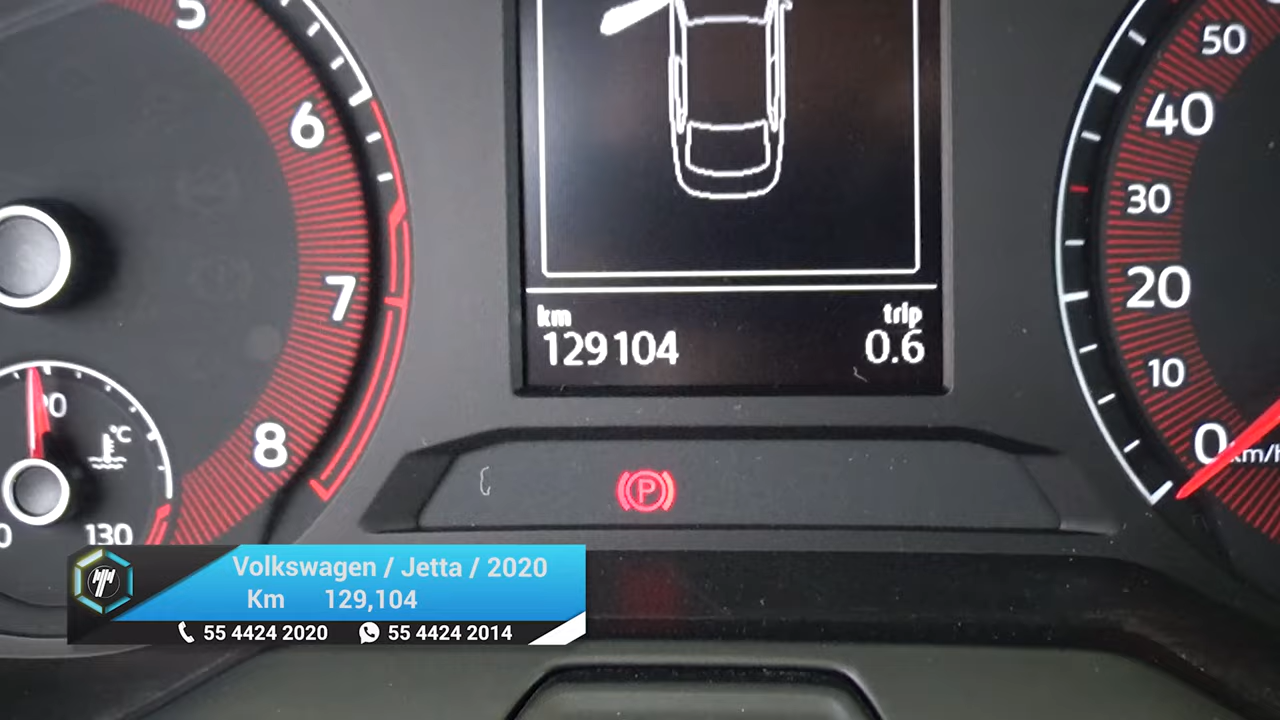 5
6
7
8
90
°C
130
km
trip
129104
0.6
50
40
30
20
10
0
km/h
P
Volkswagen / Jetta / 2020
Km 129,104
55 4424 2020 55 4424 2014